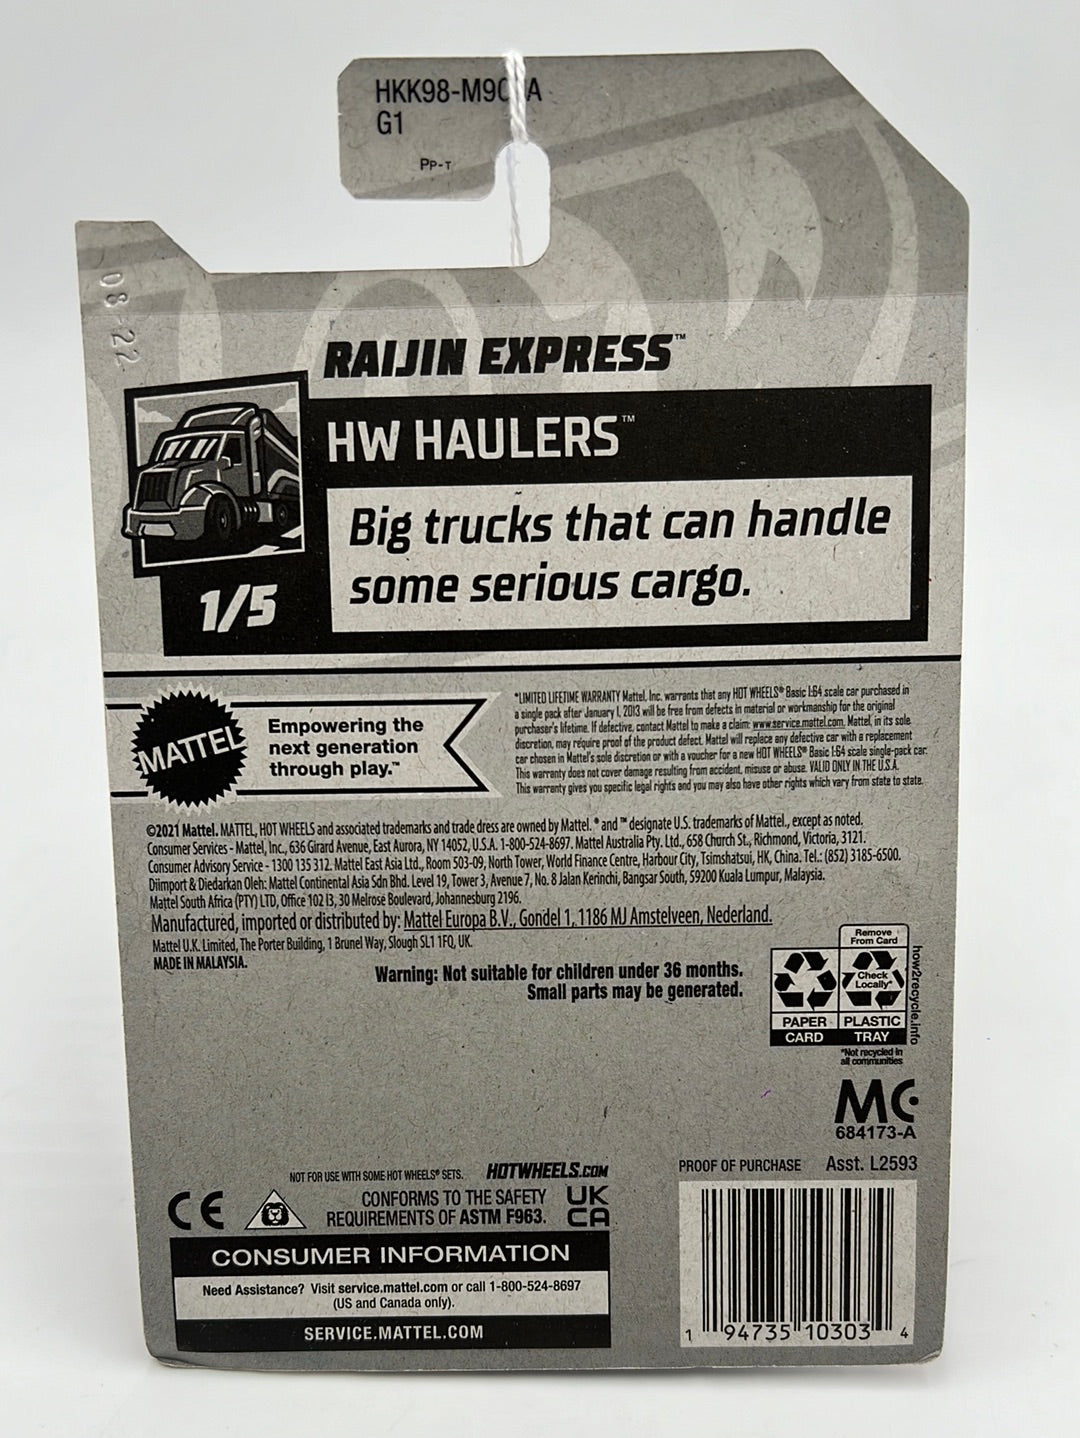 HKK98-M9
G1
PP-T
08-22
RAIJIN EXPRESS™
HW HAULERS™
Big trucks that can handle
some serious cargo.
1/5
MATTEL
Empowering the
next generation
through play.™
*LIMITED LIFETIME WARRANTY Mattel, Inc. warrants that any HOT WHEELS® Basic 1:64 scale car purchased in
a single pack after January 1, 2013 will be free from defects in material or workmanship for the original
purchaser's lifetime. If defective, contact Mattel to make a claim: www.service.mattel.com. Mattel, in its sole
discretion, may require proof of the product defect. Mattel will replace any defective car with a replacement
car chosen in Mattel's sole discretion or with a voucher for a new HOT WHEELS® Basic 1:64 scale single-pack car.
This warranty does not cover damage resulting from accident, misuse or abuse. VALID ONLY IN THE U.S.A.
This warranty gives you specific legal rights and you may also have other rights which vary from state to state.
©2021 Mattel. MATTEL, HOT WHEELS and associated trademarks and trade dress are owned by Mattel. ® and ™ designate U.S. trademarks of Mattel, except as noted.
Consumer Services - Mattel, Inc., 636 Girard Avenue, East Aurora, NY 14052, U.S.A. 1-800-524-8697. Mattel Australia Pty. Ltd., 658 Church St., Richmond, Victoria, 3121.
Consumer Advisory Service - 1300 135 312. Mattel East Asia Ltd., Room 503-09, North Tower, World Finance Centre, Harbour City, Tsimshatsui, HK, China. Tel.: (852) 3185-6500.
Diimport & Diedarkan Oleh: Mattel Continental Asia Sdn Bhd. Level 19, Tower 3, Avenue 7, No. 8 Jalan Kerinchi, Bangsar South, 59200 Kuala Lumpur, Malaysia.
Mattel South Africa (PTY) LTD, Office 102 I3, 30 Melrose Boulevard, Johannesburg 2196.
Manufactured, imported or distributed by: Mattel Europa B.V., Gondel 1, 1186 MJ Amstelveen, Nederland.
Mattel U.K. Limited, The Porter Building, 1 Brunel Way, Slough SL1 1FQ, UK.
MADE IN MALAYSIA.
Warning: Not suitable for children under 36 months.
Small parts may be generated.
Remove
From Card
Check
Locally*
PAPER PLASTIC
CARD TRAY
how2recycle.info
*Not recycled in
all communities
MC
684173-A
NOT FOR USE WITH SOME HOT WHEELS® SETS. HOTWHEELS.COM
PROOF OF PURCHASE Asst. L2593
CE
CONFORMS TO THE SAFETY
REQUIREMENTS OF ASTM F963.
UK
CA
CONSUMER INFORMATION
Need Assistance? Visit service.mattel.com or call 1-800-524-8697
(US and Canada only).
SERVICE.MATTEL.COM
1 94735 10303 4